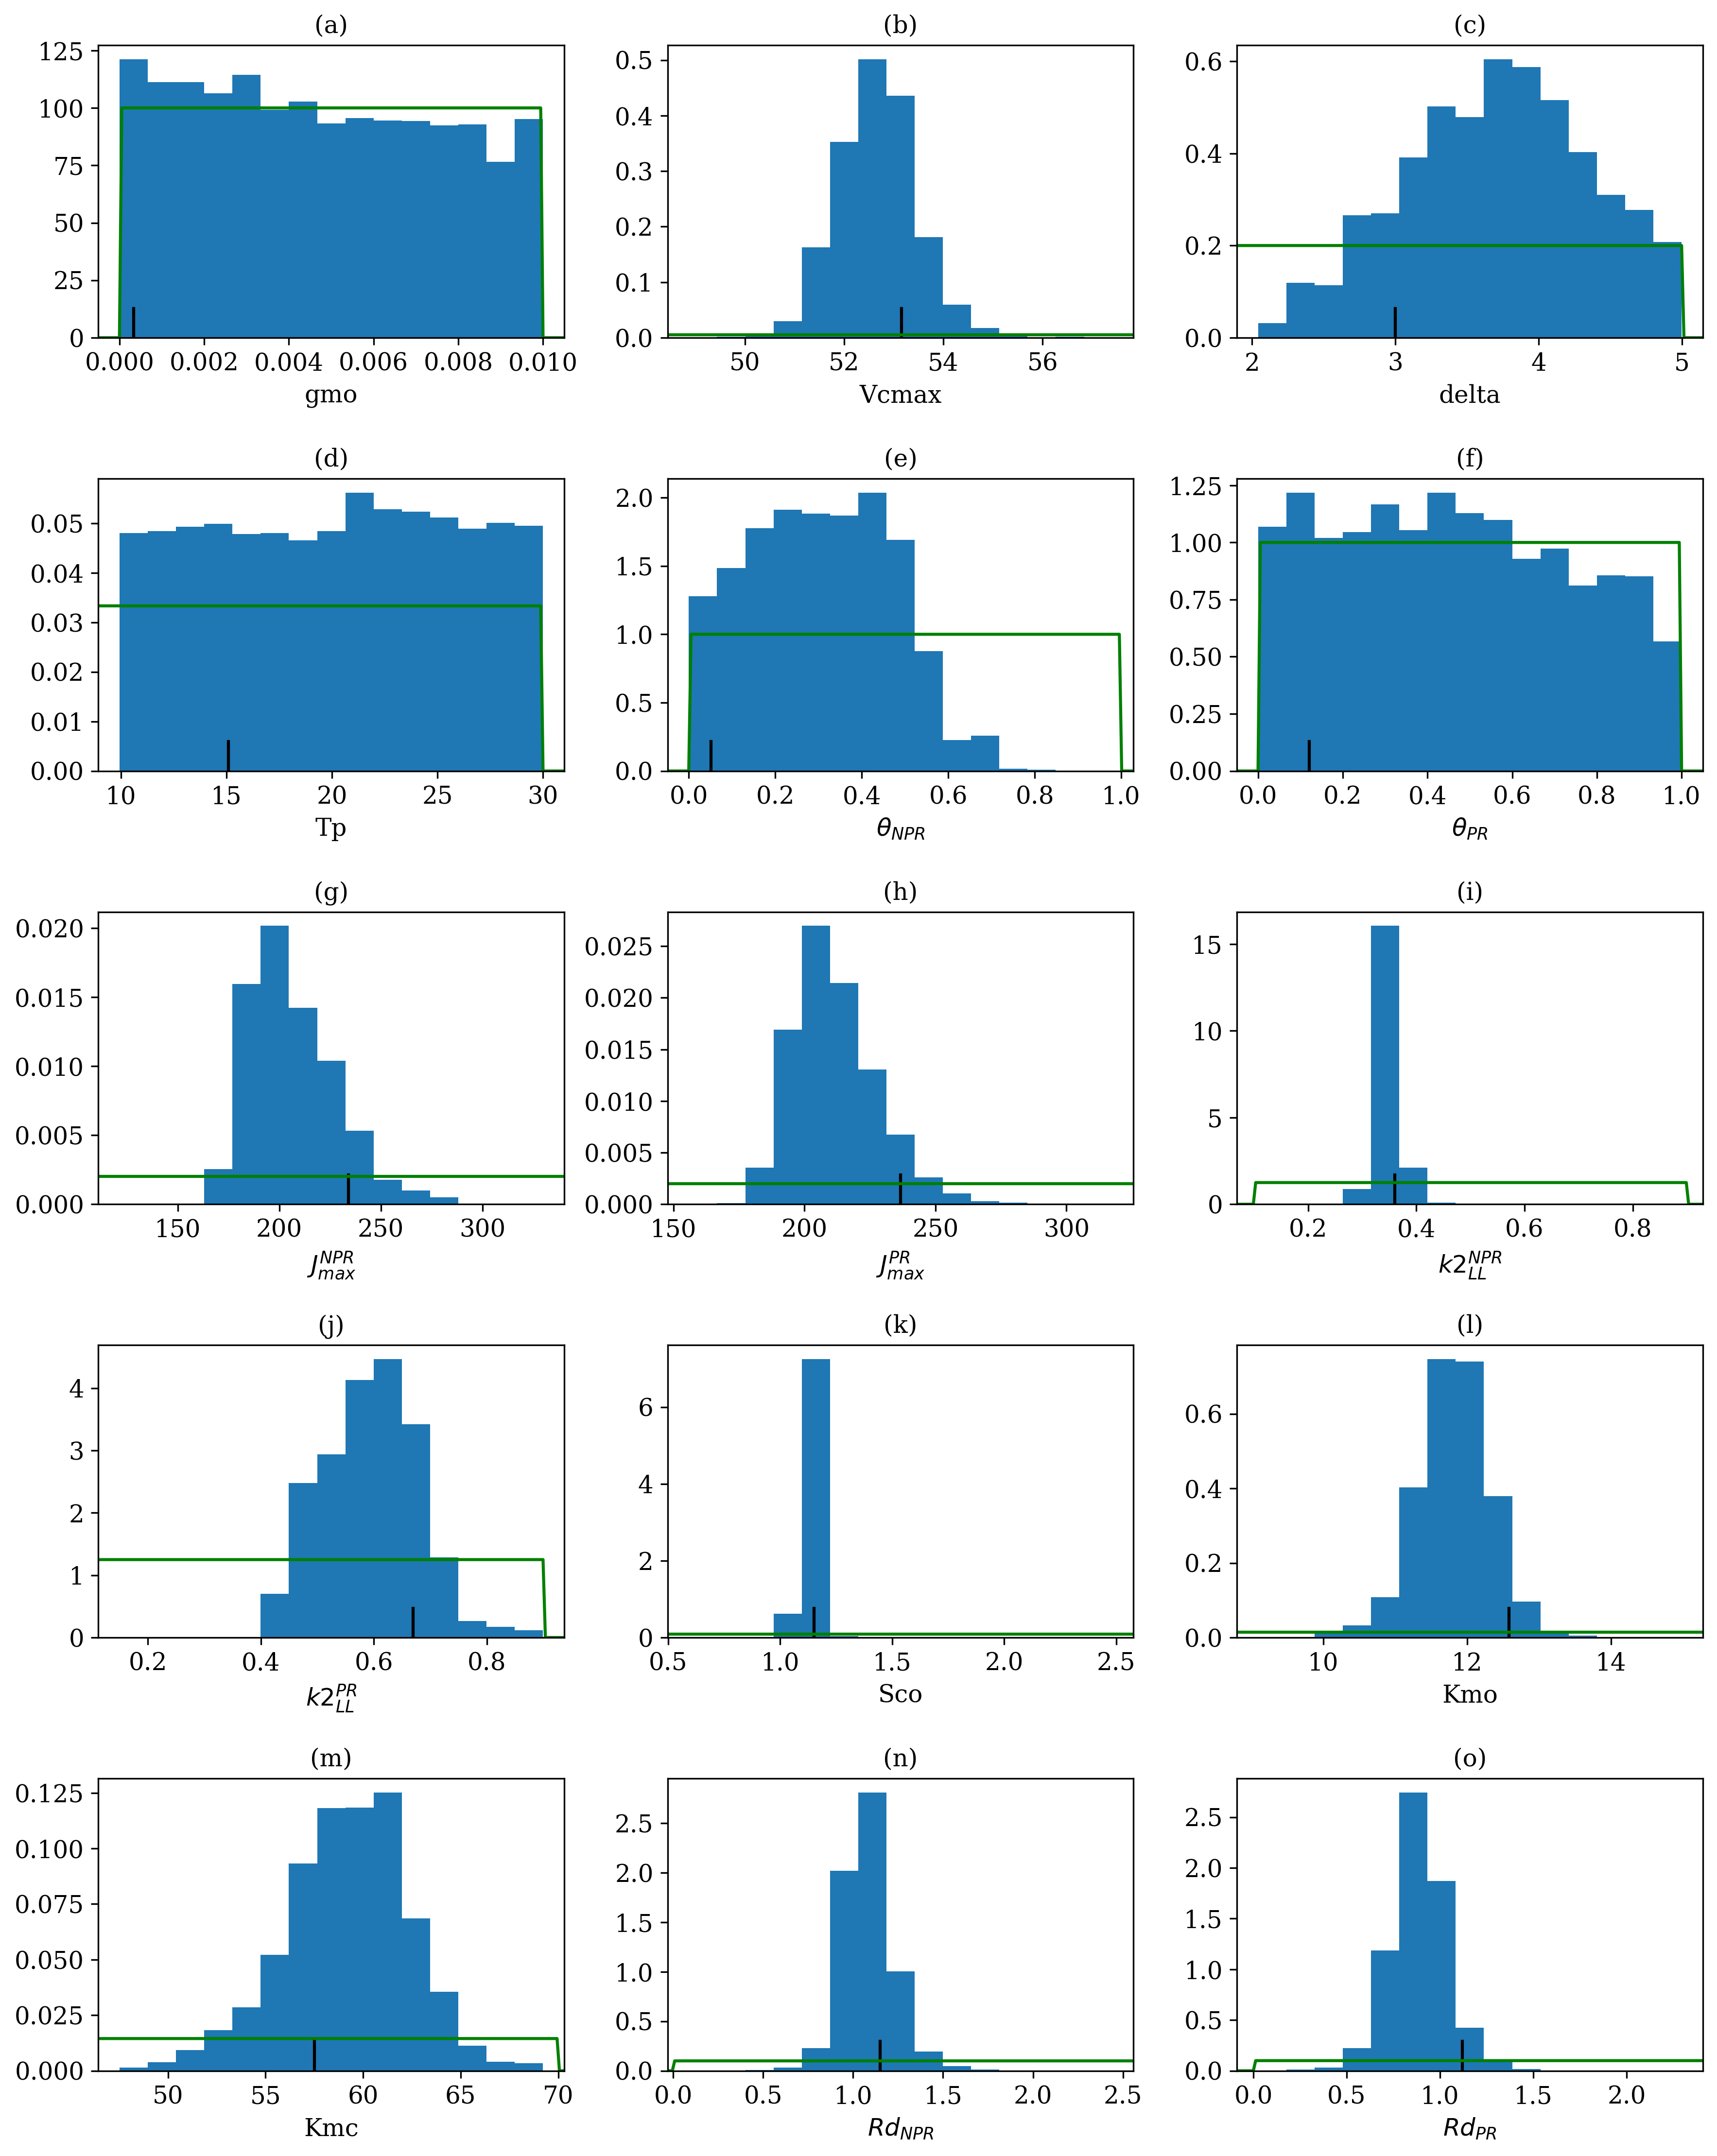 (a)
(b)
(c)
125
100
75
50
25
0
0.000 0.002 0.004 0.006 0.008 0.010
gmo
0.5
0.4
0.3
0.2
0.1
0.0
50 52 54 56
Vcmax
0.6
0.4
0.2
0.0
2 3 4 5
delta
(d)
(e)
(f)
0.05
0.04
0.03
0.02
0.01
0.00
10 15 20 25 30
Tp
2.0
1.5
1.0
0.5
0.0
0.0 0.2 0.4 0.6 0.8 1.0
θ_NPR
1.25
1.00
0.75
0.50
0.25
0.00
0.0 0.2 0.4 0.6 0.8 1.0
θ_PR
(g)
(h)
(i)
0.020
0.015
0.010
0.005
0.000
150 200 250 300
J_max^NPR
0.025
0.020
0.015
0.010
0.005
0.000
150 200 250 300
J_max^PR
15
10
5
0
0.2 0.4 0.6 0.8
k2_LL^NPR
(j)
(k)
(l)
4
3
2
1
0
0.2 0.4 0.6 0.8
k2_LL^PR
6
4
2
0
0.5 1.0 1.5 2.0 2.5
Sco
0.6
0.4
0.2
0.0
10 12 14
Kmo
(m)
(n)
(o)
0.125
0.100
0.075
0.050
0.025
0.000
50 55 60 65 70
Kmc
2.5
2.0
1.5
1.0
0.5
0.0
0.0 0.5 1.0 1.5 2.0 2.5
Rd_NPR
2.5
2.0
1.5
1.0
0.5
0.0
0.0 0.5 1.0 1.5 2.0
Rd_PR